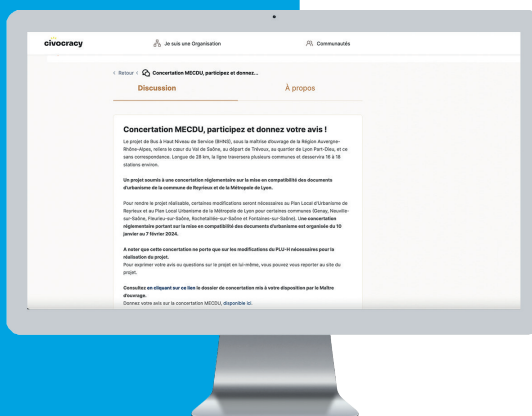 civocracy
Je suis une Organisation
Communautés
< Retour < Concertation MECDU, participez et donnez...
Discussion
À propos
Concertation MECDU, participez et donnez votre avis !
Le projet de Bus à Haut Niveau de Service (BHNS), sous la maîtrise d'ouvrage de la Région Auvergne-
Rhône-Alpes, reliera le cœur du Val de Saône, au départ de Trévoux, au quartier de Lyon Part-Dieu, et ce
sans correspondance. Longue de 28 km, la ligne traversera plusieurs communes et desservira 16 à 18
stations environ.
Un projet soumis à une concertation réglementaire sur la mise en compatibilité des documents
d'urbanisme de la commune de Reyrieux et de la Métropole de Lyon.
Pour rendre le projet réalisable, certaines modifications seront nécessaires au Plan Local d'Urbanisme de
Reyrieux et au Plan Local Urbanisme de la Métropole de Lyon pour certaines communes (Genay, Neuville-
sur-Saône, Fleurieu-sur-Saône, Rochetaillée-sur-Saône et Fontaines-sur-Saône). Une concertation
réglementaire portant sur la mise en compatibilité des documents d'urbanisme est organisée du 10
janvier au 7 février 2024.
A noter que cette concertation ne porte que sur les modifications du PLU-H nécessaires pour la
réalisation du projet.
Pour exprimer votre avis ou questions sur le projet en lui-même, vous pouvez vous reporter au site du
projet.
Consultez en cliquant sur ce lien le dossier de concertation mis à votre disposition par le Maître
d'ouvrage.
Donnez votre avis sur la concertation MECDU, disponible ici.